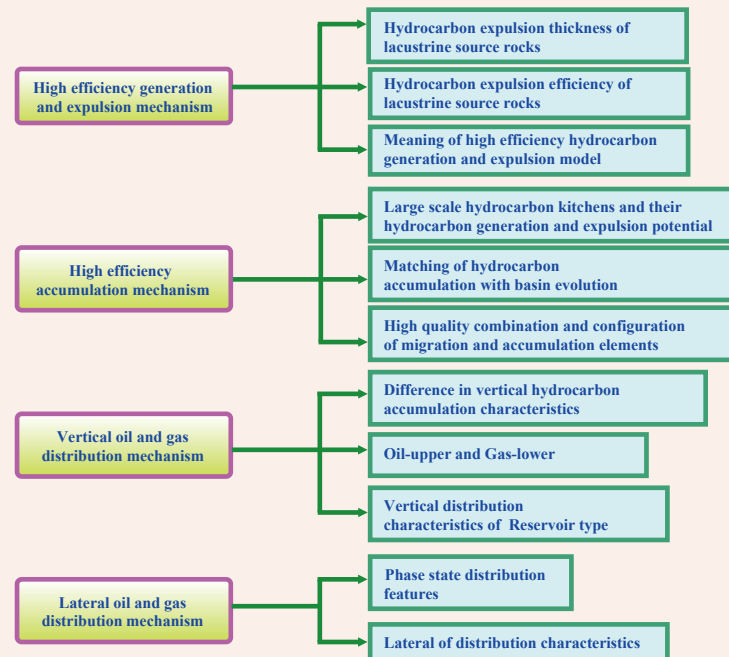 High efficiency generation
and expulsion mechanism
Hydrocarbon expulsion thickness of
lacustrine source rocks
Hydrocarbon expulsion efficiency of
lacustrine source rocks
Meaning of high efficiency hydrocarbon
generation and expulsion model
High efficiency
accumulation mechanism
Large scale hydrocarbon kitchens and their
hydrocarbon generation and expulsion potential
Matching of hydrocarbon
accumulation with basin evolution
High quality combination and configuration
of migration and accumulation elements
Vertical oil and gas
distribution mechanism
Difference in vertical hydrocarbon
accumulation characteristics
Oil-upper and Gas-lower
Vertical distribution
characteristics of Reservoir type
Lateral oil and gas
distribution mechanism
Phase state distribution
features
Lateral of distribution characteristics